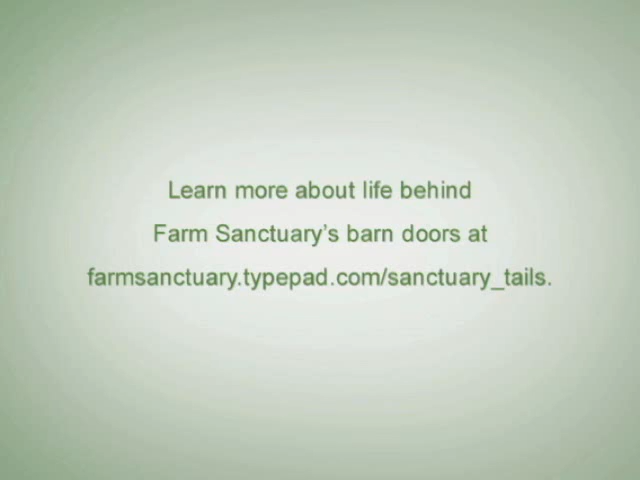 Learn more about life behind
Farm Sanctuary's barn doors at
farmsanctuary.typepad.com/sanctuary_tails.